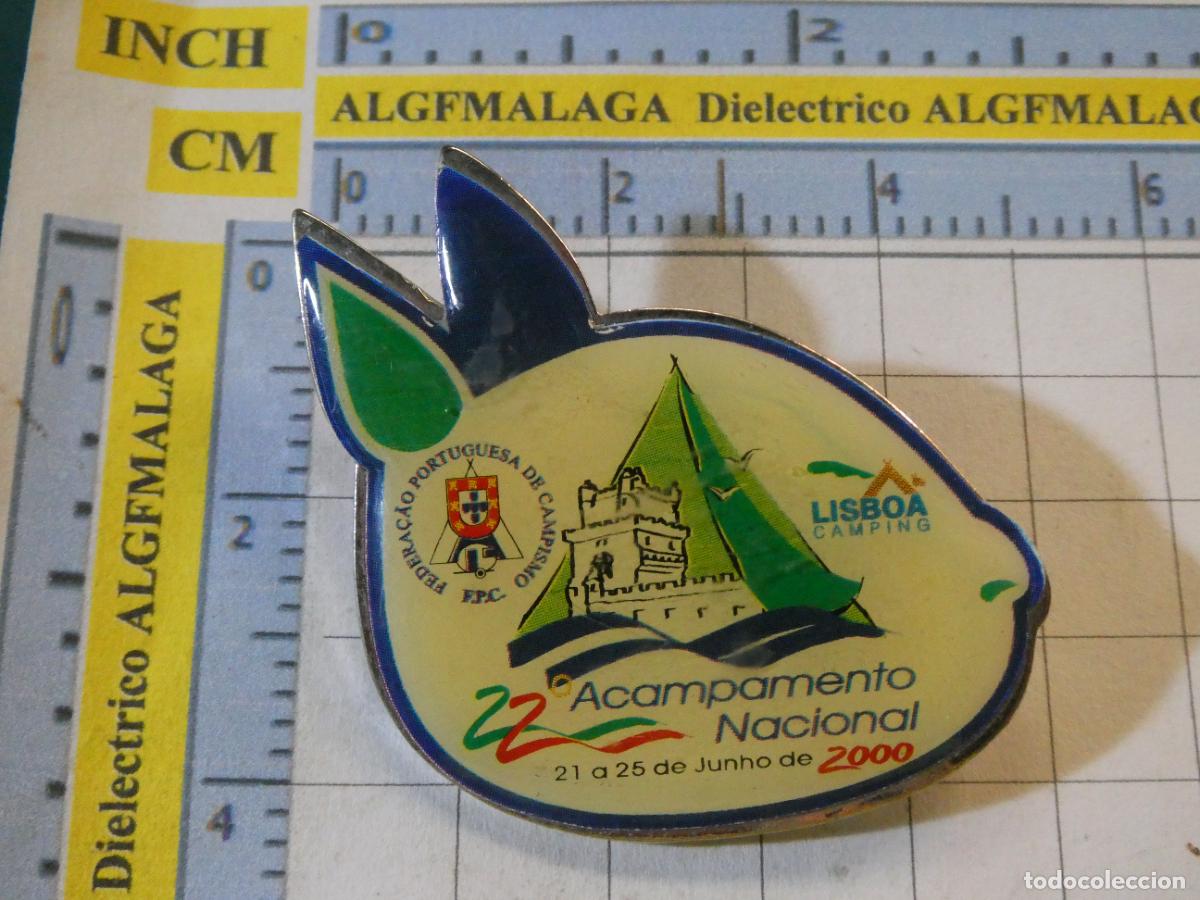 INCH
0 2
ALGFMALAGA Dielectrico ALGFMALAG
CM
0 2 4 6
0
2
4
0
Dielectrico ALGFMALAGA
FEDERAÇÃO PORTUGUESA DE CAMPISMO
F.P.C.
LISBOA
CAMPING
22º Acampamento
Nacional
21 a 25 de Junho de 2000
todocoleccion